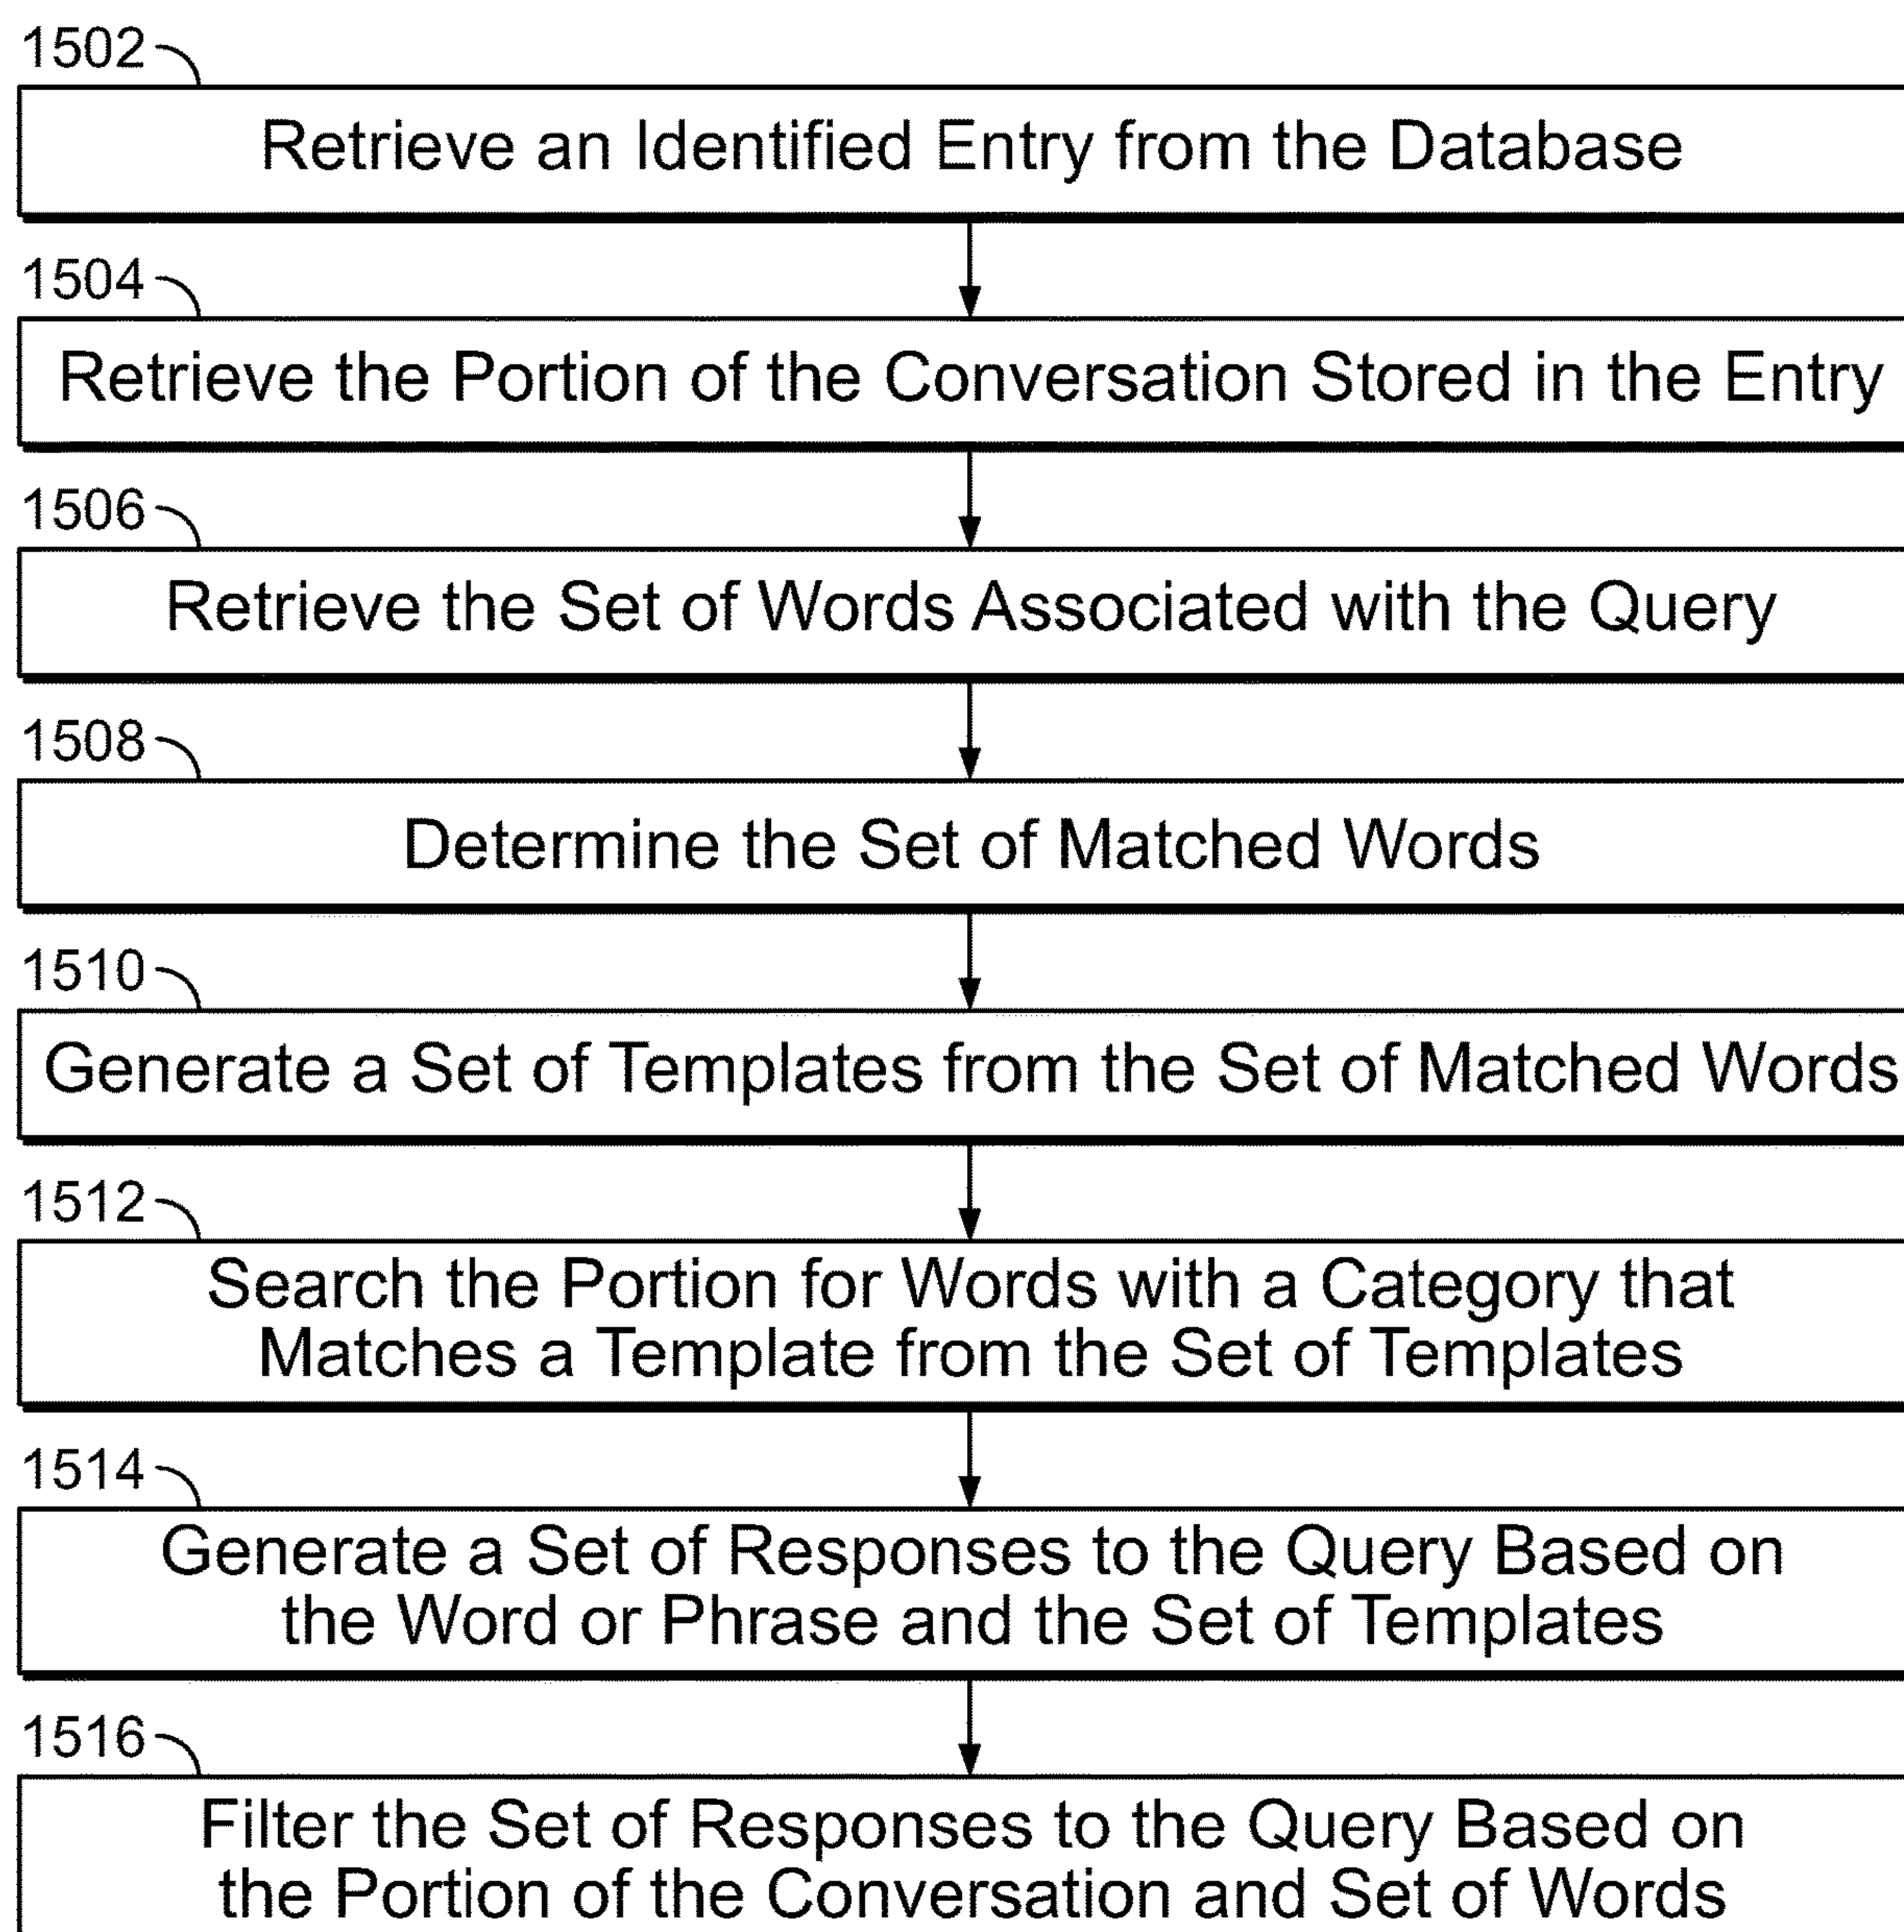 1502
Retrieve an Identified Entry from the Database
1504
Retrieve the Portion of the Conversation Stored in the Entry
1506
Retrieve the Set of Words Associated with the Query
1508
Determine the Set of Matched Words
1510
Generate a Set of Templates from the Set of Matched Words
1512
Search the Portion for Words with a Category that
Matches a Template from the Set of Templates
1514
Generate a Set of Responses to the Query Based on
the Word or Phrase and the Set of Templates
1516
Filter the Set of Responses to the Query Based on
the Portion of the Conversation and Set of Words